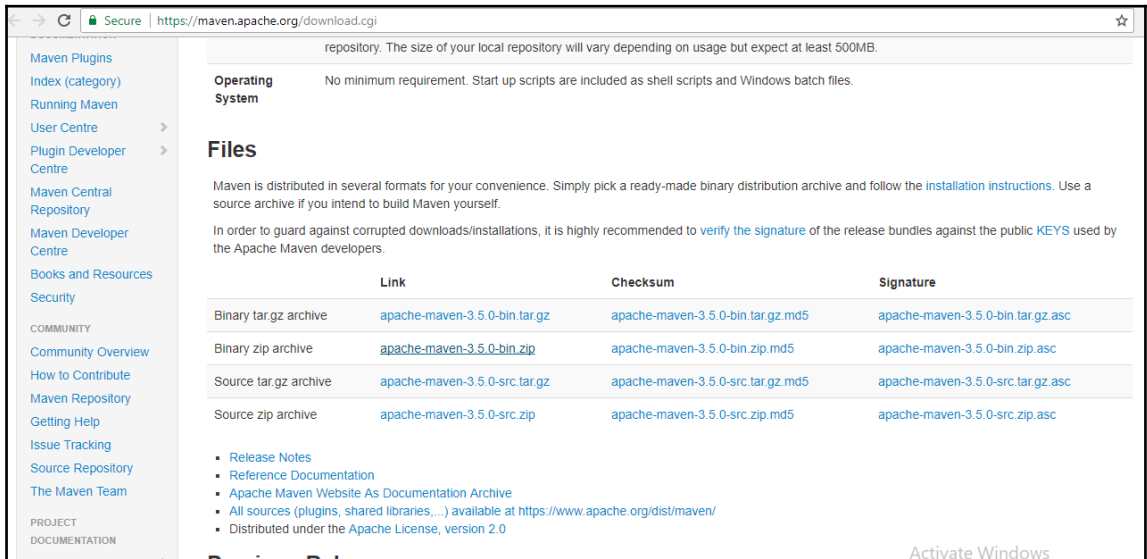 Secure | https://maven.apache.org/download.cgi
Maven Plugins
Index (category)
Running Maven
User Centre
Plugin Developer
Centre
Maven Central
Repository
Maven Developer
Centre
Books and Resources
Security
COMMUNITY
Community Overview
How to Contribute
Maven Repository
Getting Help
Issue Tracking
Source Repository
The Maven Team
PROJECT
DOCUMENTATION
repository. The size of your local repository will vary depending on usage but expect at least 500MB.
Operating No minimum requirement. Start up scripts are included as shell scripts and Windows batch files.
System
Files
Maven is distributed in several formats for your convenience. Simply pick a ready-made binary distribution archive and follow the installation instructions. Use a
source archive if you intend to build Maven yourself.
In order to guard against corrupted downloads/installations, it is highly recommended to verify the signature of the release bundles against the public KEYS used by
the Apache Maven developers.
Link Checksum Signature
Binary tar.gz archive apache-maven-3.5.0-bin.tar.gz apache-maven-3.5.0-bin.tar.gz.md5 apache-maven-3.5.0-bin.tar.gz.asc
Binary zip archive apache-maven-3.5.0-bin.zip apache-maven-3.5.0-bin.zip.md5 apache-maven-3.5.0-bin.zip.asc
Source tar.gz archive apache-maven-3.5.0-src.tar.gz apache-maven-3.5.0-src.tar.gz.md5 apache-maven-3.5.0-src.tar.gz.asc
Source zip archive apache-maven-3.5.0-src.zip apache-maven-3.5.0-src.zip.md5 apache-maven-3.5.0-src.zip.asc
Release Notes
Reference Documentation
Apache Maven Website As Documentation Archive
All sources (plugins, shared libraries,...) available at https://www.apache.org/dist/maven/
Distributed under the Apache License, version 2.0
Activate Windows